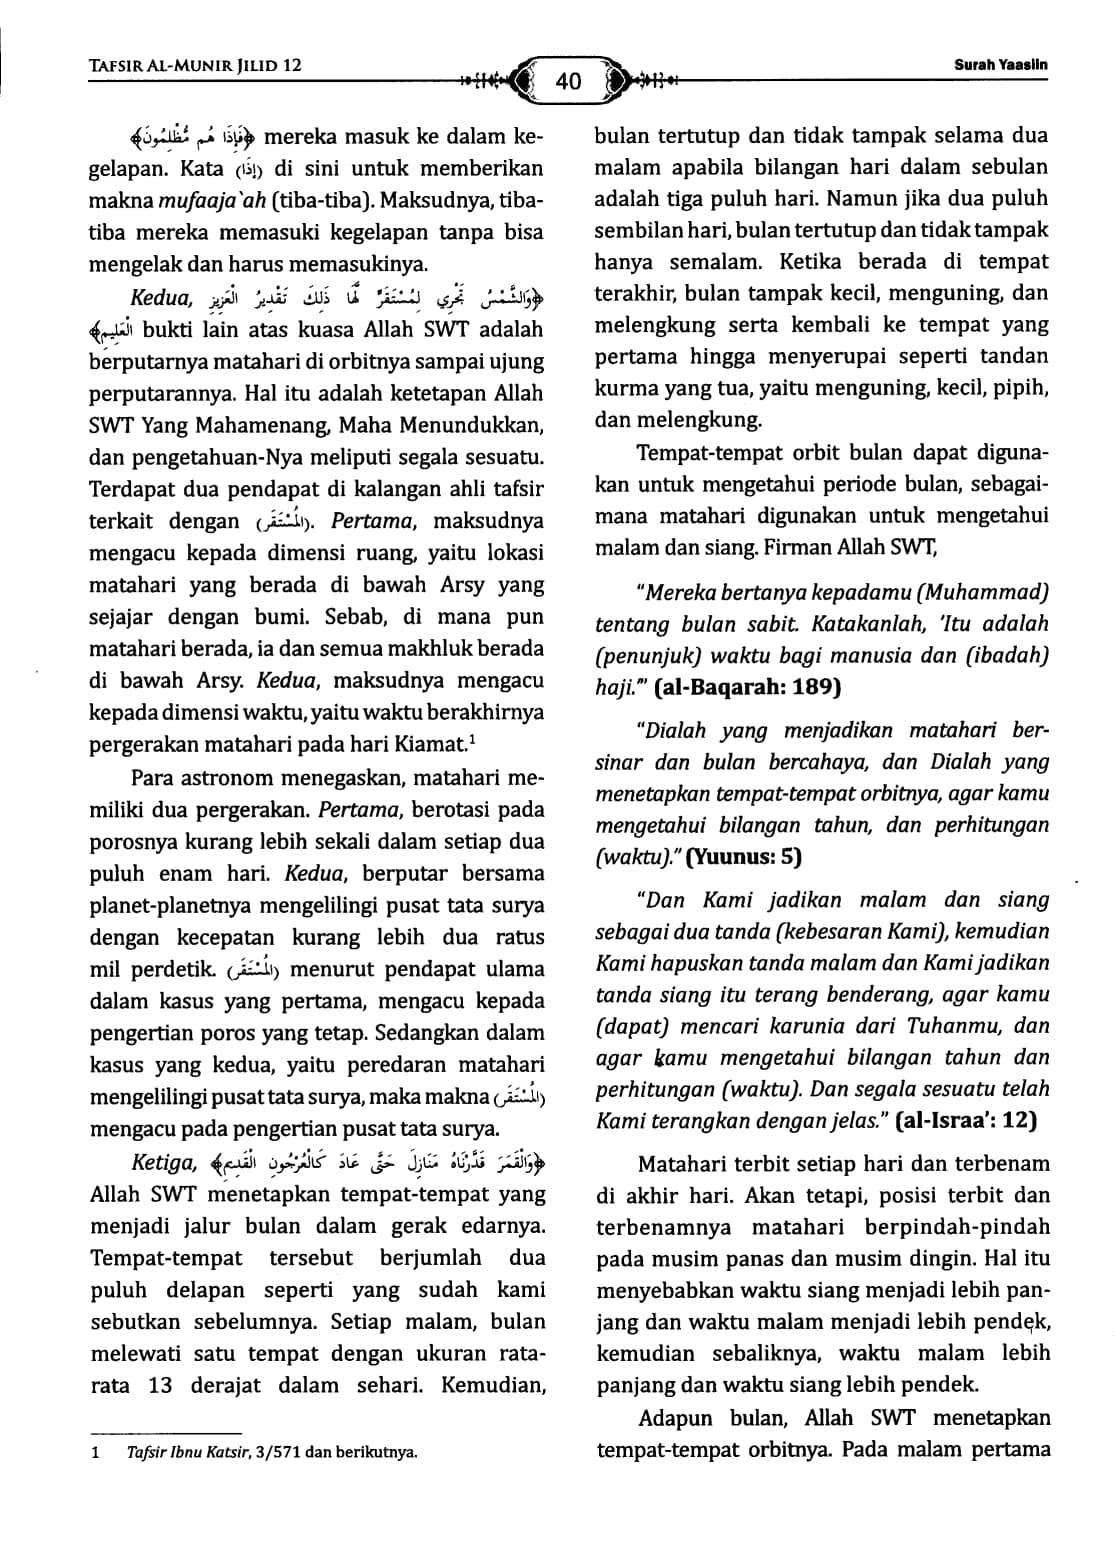 TAFSIR AL-MUNIR JILID 12
40
Surah Yaasiin
﴿فَإِذَا هُم مُّظْلِمُونَ﴾ mereka masuk ke dalam ke-
gelapan. Kata (إِذَا) di sini untuk memberikan
makna mufaaja`ah (tiba-tiba). Maksudnya, tiba-
tiba mereka memasuki kegelapan tanpa bisa
mengelak dan harus memasukinya.
Kedua, ﴿وَالشَّمْسُ تَجْرِي لِمُسْتَقَرٍّ لَّهَا ذَٰلِكَ تَقْدِيرُ الْعَزِيزِ
الْعَلِيمِ﴾ bukti lain atas kuasa Allah SWT adalah
berputarnya matahari di orbitnya sampai ujung
perputarannya. Hal itu adalah ketetapan Allah
SWT Yang Mahamenang, Maha Menundukkan,
dan pengetahuan-Nya meliputi segala sesuatu.
Terdapat dua pendapat di kalangan ahli tafsir
terkait dengan (الْمُسْتَقَر). Pertama, maksudnya
mengacu kepada dimensi ruang, yaitu lokasi
matahari yang berada di bawah Arsy yang
sejajar dengan bumi. Sebab, di mana pun
matahari berada, ia dan semua makhluk berada
di bawah Arsy. Kedua, maksudnya mengacu
kepada dimensi waktu, yaitu waktu berakhirnya
pergerakan matahari pada hari Kiamat.¹
Para astronom menegaskan, matahari me-
miliki dua pergerakan. Pertama, berotasi pada
porosnya kurang lebih sekali dalam setiap dua
puluh enam hari. Kedua, berputar bersama
planet-planetnya mengelilingi pusat tata surya
dengan kecepatan kurang lebih dua ratus
mil perdetik. (الْمُسْتَقَر) menurut pendapat ulama
dalam kasus yang pertama, mengacu kepada
pengertian poros yang tetap. Sedangkan dalam
kasus yang kedua, yaitu peredaran matahari
mengelilingi pusat tata surya, maka makna (الْمُسْتَقَر)
mengacu pada pengertian pusat tata surya.
Ketiga, ﴿وَالْقَمَرَ قَدَّرْنَاهُ مَنَازِلَ حَتَّىٰ عَادَ كَالْعُرْجُونِ الْقَدِيمِ﴾
Allah SWT menetapkan tempat-tempat yang
menjadi jalur bulan dalam gerak edarnya.
Tempat-tempat tersebut berjumlah dua
puluh delapan seperti yang sudah kami
sebutkan sebelumnya. Setiap malam, bulan
melewati satu tempat dengan ukuran rata-
rata 13 derajat dalam sehari. Kemudian,
1 Tafsir Ibnu Katsir, 3/571 dan berikutnya.
bulan tertutup dan tidak tampak selama dua
malam apabila bilangan hari dalam sebulan
adalah tiga puluh hari. Namun jika dua puluh
sembilan hari, bulan tertutup dan tidak tampak
hanya semalam. Ketika berada di tempat
terakhir, bulan tampak kecil, menguning, dan
melengkung serta kembali ke tempat yang
pertama hingga menyerupai seperti tandan
kurma yang tua, yaitu menguning, kecil, pipih,
dan melengkung.
Tempat-tempat orbit bulan dapat diguna-
kan untuk mengetahui periode bulan, sebagai-
mana matahari digunakan untuk mengetahui
malam dan siang. Firman Allah SWT,
"Mereka bertanya kepadamu (Muhammad)
tentang bulan sabit. Katakanlah, 'Itu adalah
(penunjuk) waktu bagi manusia dan (ibadah)
haji.'" (al-Baqarah: 189)
"Dialah yang menjadikan matahari ber-
sinar dan bulan bercahaya, dan Dialah yang
menetapkan tempat-tempat orbitnya, agar kamu
mengetahui bilangan tahun, dan perhitungan
(waktu)." (Yuunus: 5)
"Dan Kami jadikan malam dan siang
sebagai dua tanda (kebesaran Kami), kemudian
Kami hapuskan tanda malam dan Kami jadikan
tanda siang itu terang benderang, agar kamu
(dapat) mencari karunia dari Tuhanmu, dan
agar kamu mengetahui bilangan tahun dan
perhitungan (waktu). Dan segala sesuatu telah
Kami terangkan dengan jelas." (al-Israa': 12)
Matahari terbit setiap hari dan terbenam
di akhir hari. Akan tetapi, posisi terbit dan
terbenamnya matahari berpindah-pindah
pada musim panas dan musim dingin. Hal itu
menyebabkan waktu siang menjadi lebih pan-
jang dan waktu malam menjadi lebih pendek,
kemudian sebaliknya, waktu malam lebih
panjang dan waktu siang lebih pendek.
Adapun bulan, Allah SWT menetapkan
tempat-tempat orbitnya. Pada malam pertama